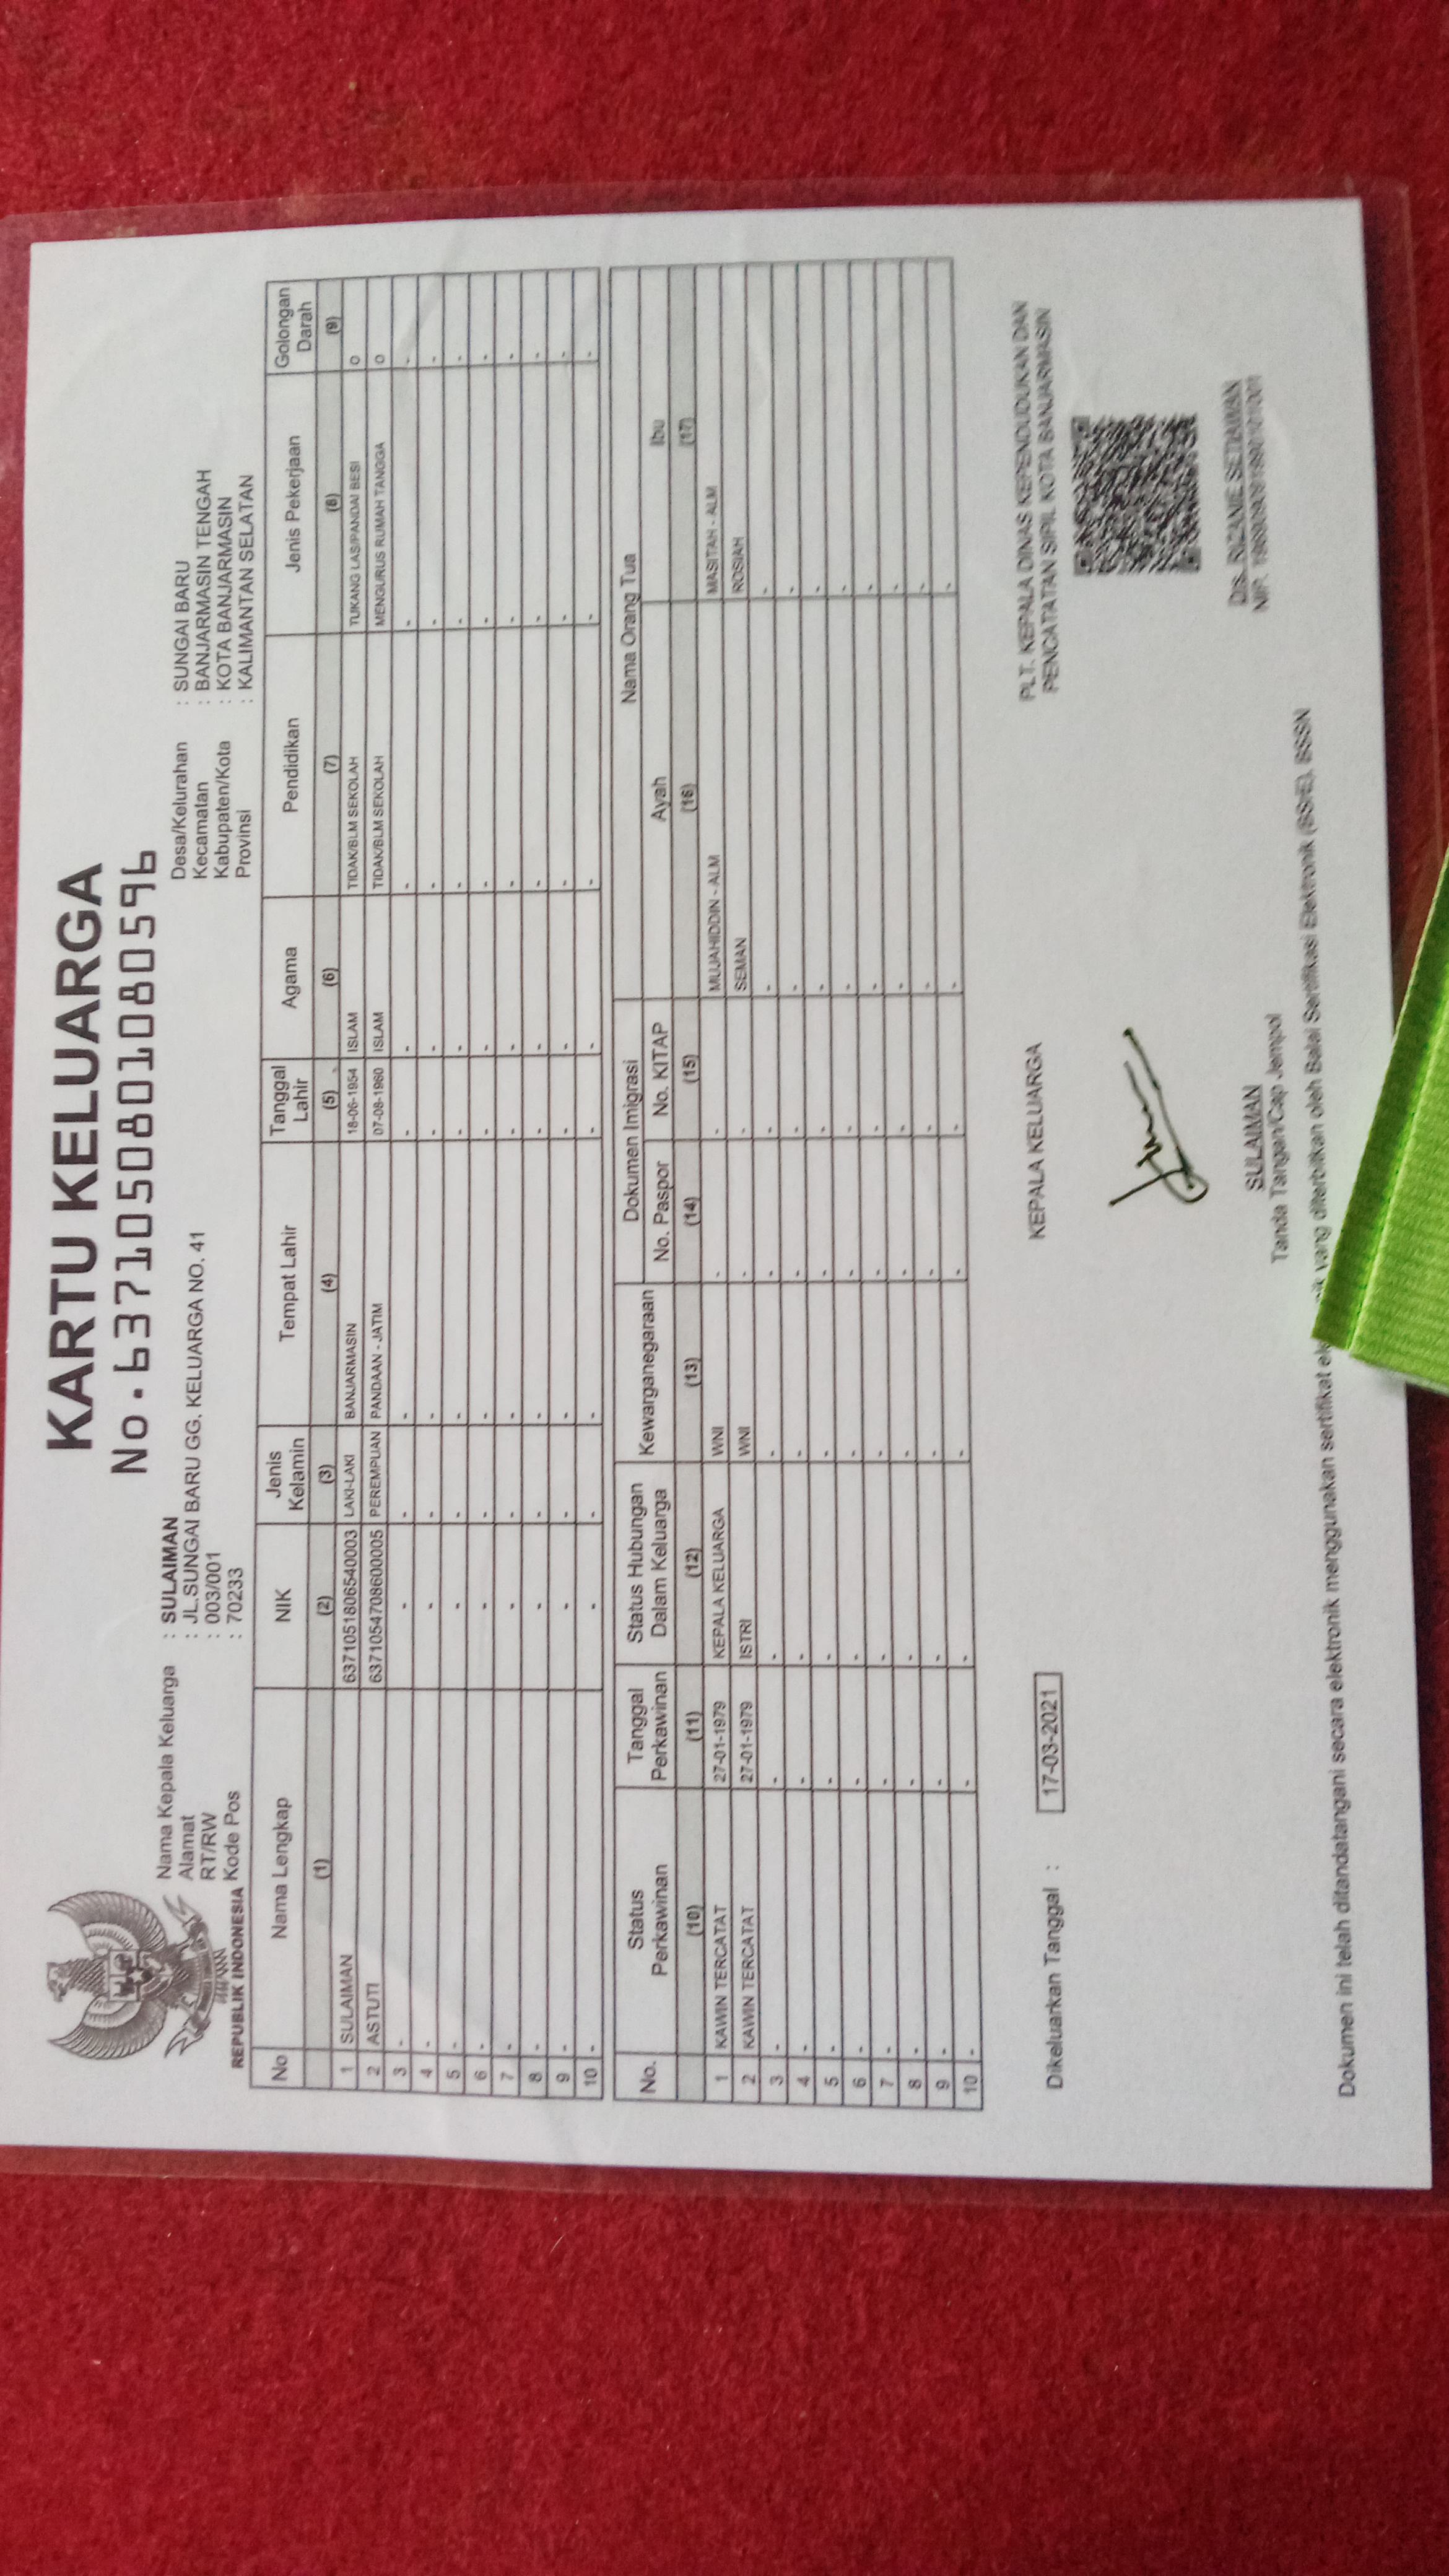 KARTU KELUARGA
No. 6371050801080596
REPUBLIK INDONESIA
Nama Kepala Keluarga : SULAIMAN
Alamat : JL.SUNGAI BARU GG. KELUARGA NO. 41
RT/RW : 003/001
Kode Pos : 70233
Desa/Kelurahan : SUNGAI BARU
Kecamatan : BANJARMASIN TENGAH
Kabupaten/Kota : KOTA BANJARMASIN
Provinsi : KALIMANTAN SELATAN
No Nama Lengkap NIK Jenis Kelamin Tempat Lahir Tanggal Lahir Agama Pendidikan Jenis Pekerjaan Golongan Darah
(1) (2) (3) (4) (5) (6) (7) (8) (9)
1 SULAIMAN 6371051806540003 LAKI-LAKI BANJARMASIN 18-06-1954 ISLAM TIDAK/BLM SEKOLAH TUKANG LAS/PANDAI BESI O
2 ASTUTI 6371054708600005 PEREMPUAN PANDAAN - JATIM 07-08-1960 ISLAM TIDAK/BLM SEKOLAH MENGURUS RUMAH TANGGA O
3 - - - - - - - - -
4 - - - - - - - - -
5 - - - - - - - - -
6 - - - - - - - - -
7 - - - - - - - - -
8 - - - - - - - - -
9 - - - - - - - - -
10 - - - - - - - - -
No. Status Perkawinan Tanggal Perkawinan Status Hubungan Dalam Keluarga Kewarganegaraan Dokumen Imigrasi Nama Orang Tua
No. Paspor No. KITAP Ayah Ibu
(10) (11) (12) (13) (14) (15) (16) (17)
1 KAWIN TERCATAT 27-01-1979 KEPALA KELUARGA WNI - - MUJAHIDDIN - ALM MASITAH - ALM
2 KAWIN TERCATAT 27-01-1979 ISTRI WNI - - SEMAN ROSIAH
3 - - - - - - - -
4 - - - - - - - -
5 - - - - - - - -
6 - - - - - - - -
7 - - - - - - - -
8 - - - - - - - -
9 - - - - - - - -
10 - - - - - - - -
Dikeluarkan Tanggal : 17-03-2021
KEPALA KELUARGA
SULAIMAN
Tanda Tangan/Cap Jempol
PLT. KEPALA DINAS KEPENDUDUKAN DAN
PENCATATAN SIPIL KOTA BANJARMASIN
Drs. RIZANIE SETIAWAN
NIP.
Dokumen ini telah ditandatangani secara elektronik menggunakan sertifikat yang diterbitkan oleh Balai Sertifikasi Elektronik (BSrE), BSSN